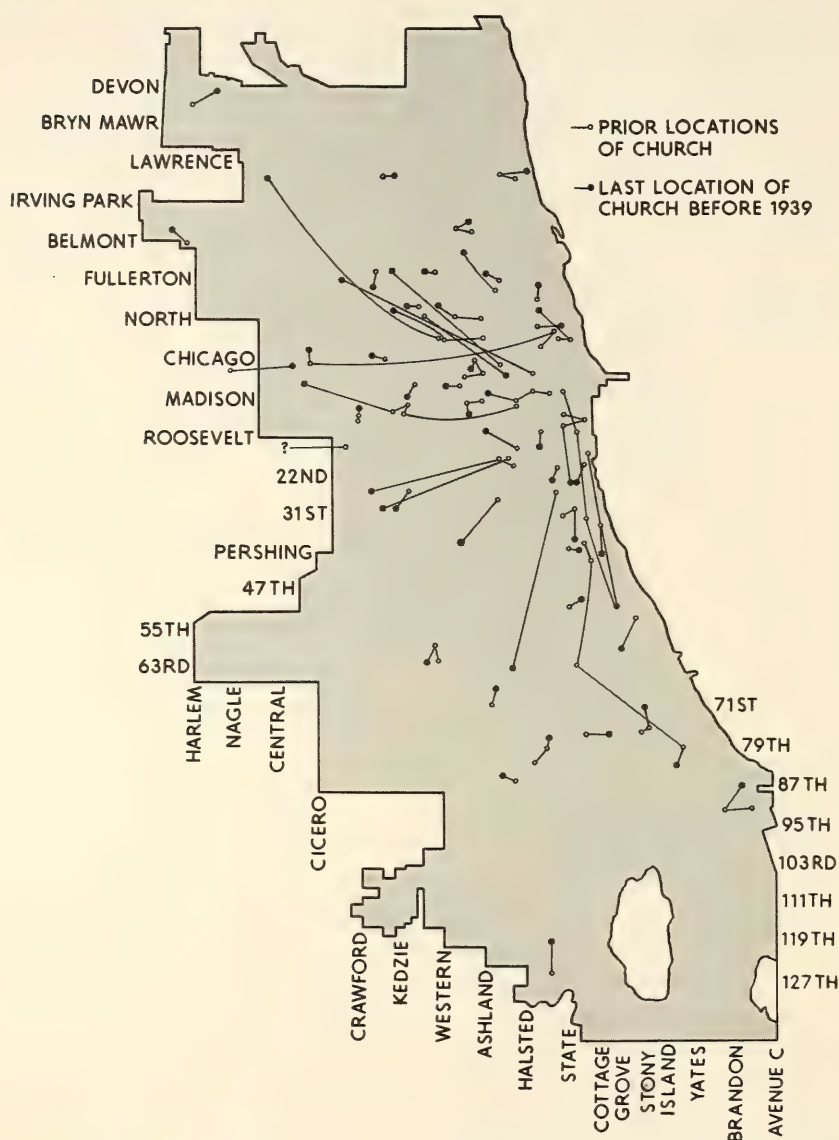 DEVON
BRYN MAWR
LAWRENCE
IRVING PARK
BELMONT
FULLERTON
NORTH
CHICAGO
MADISON
ROOSEVELT
?
22ND
31ST
PERSHING
47TH
55TH
63RD
PRIOR LOCATIONS
OF CHURCH
LAST LOCATION OF
CHURCH BEFORE 1939
71ST
79TH
87TH
95TH
103RD
111TH
119TH
127TH
HARLEM
NAGLE
CENTRAL
CICERO
CRAWFORD
KEDZIE
WESTERN
ASHLAND
HALSTED
STATE
COTTAGE
GROVE
STONY
ISLAND
YATES
BRANDON
AVENUE C